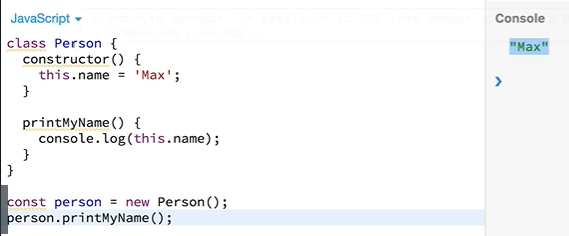 JavaScript
Console
class Person {
  constructor() {
    this.name = 'Max';
  }

  printMyName() {
    console.log(this.name);
  }
}

const person = new Person();
person.printMyName();
"Max"
❯